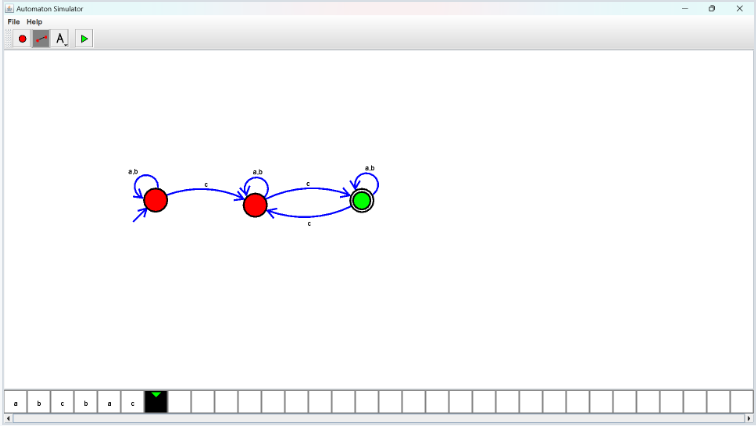 Automaton Simulator
File Help
A
a,b
a,b
a,b
c
c
c
a b c b a c